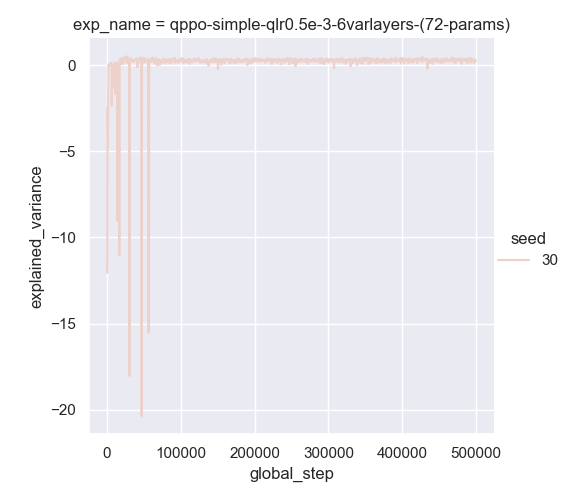 exp_name = qppo-simple-qlr0.5e-3-6varlayers-(72-params)
0
−5
−10
−15
−20
explained_variance
0 100000 200000 300000 400000 500000
global_step
seed
30